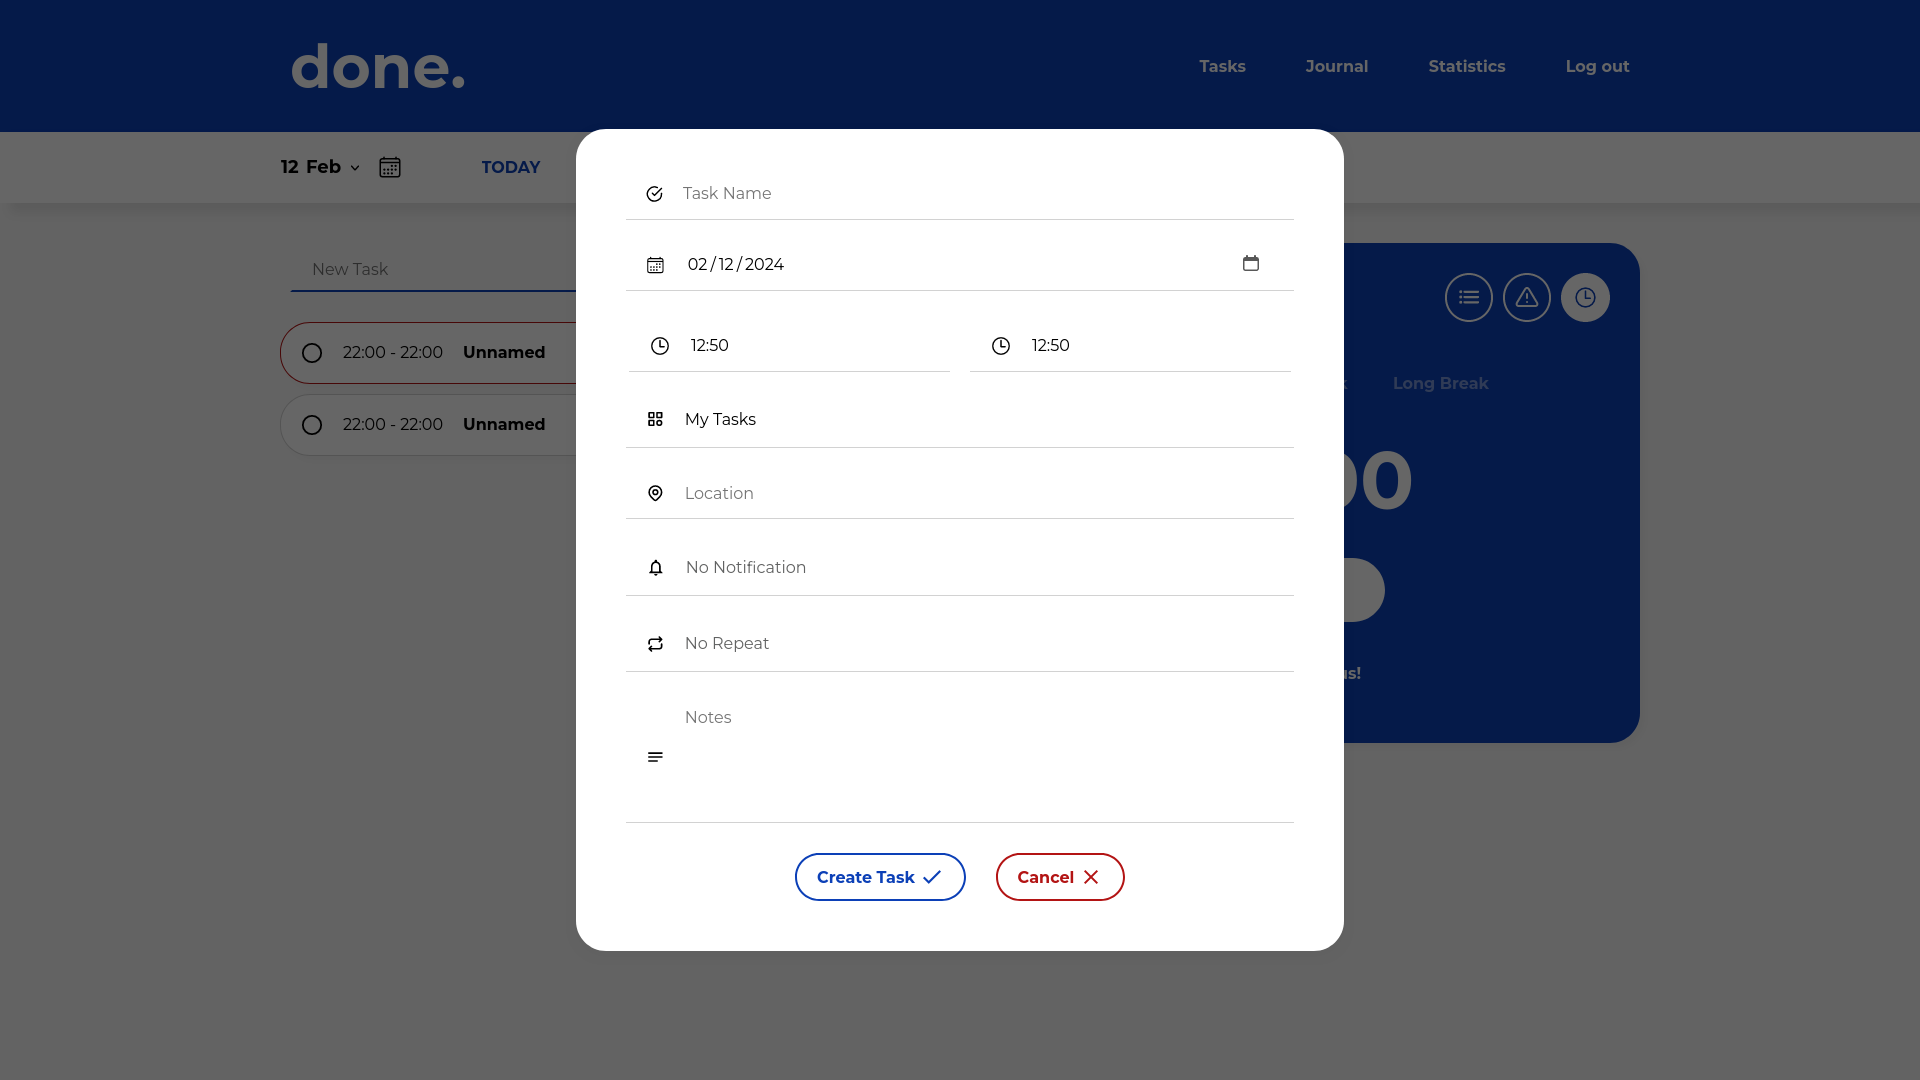 done.
Tasks Journal Statistics Log out
12 Feb
TODAY
New Task
22:00 - 22:00 Unnamed
22:00 - 22:00 Unnamed
Task Name
02/12/2024
12:50 12:50
My Tasks
Location
No Notification
No Repeat
Notes
Create Task
Cancel
Long Break